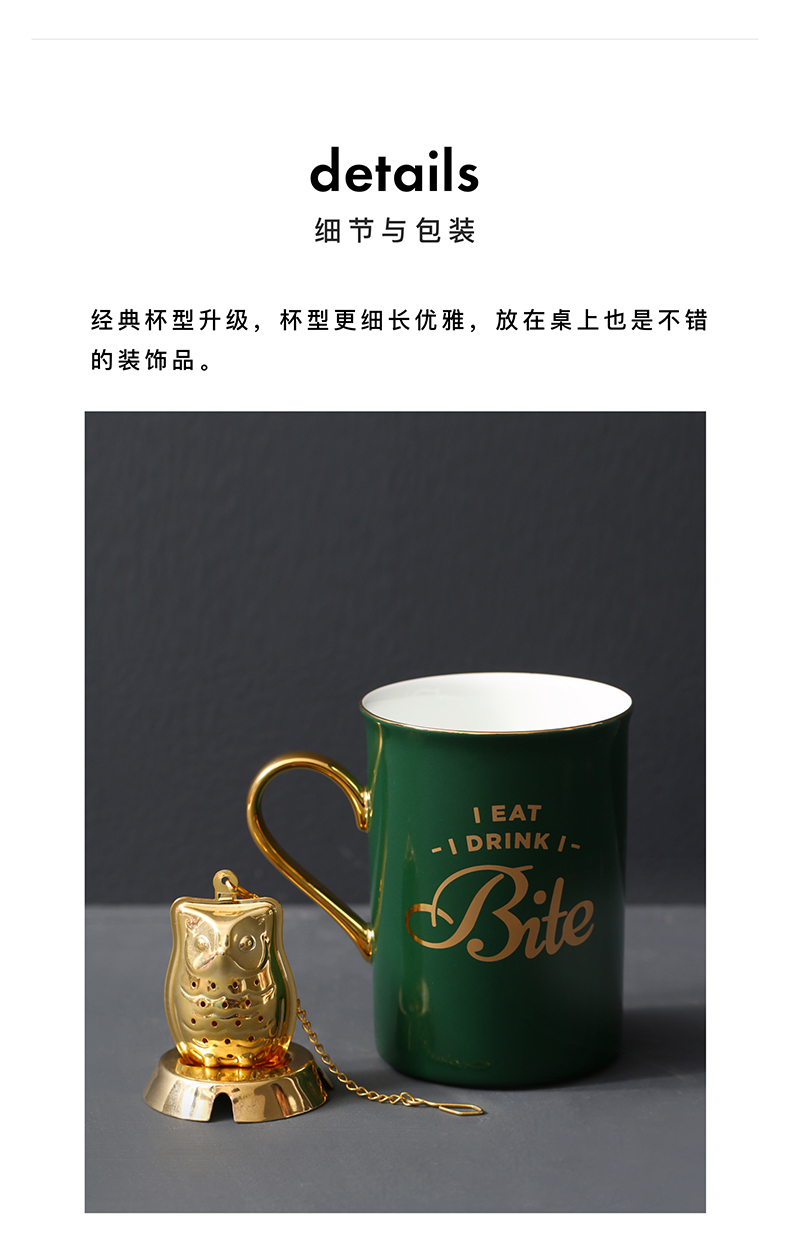 details
细节与包装
经典杯型升级，杯型更细长优雅，放在桌上也是不错
的装饰品。
I EAT
-I DRINK I-
Bite